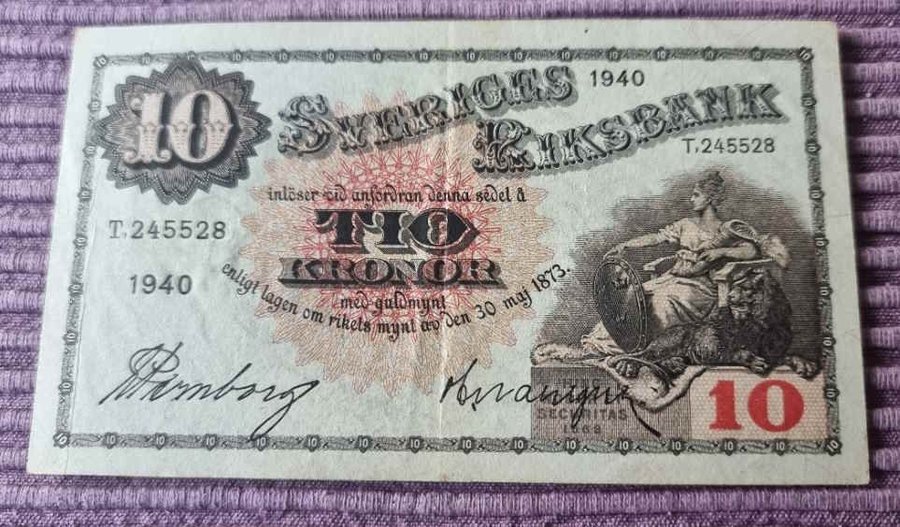 10
SVERIGES
1940
RIKSBANK
T.245528
inlöser vid anfordran denna sedel å
T.245528
TIO
KRONOR
1940
med guldmynt
enligt lagen om rikets mynt av den 30 maj 1873.
SECURITAS
10